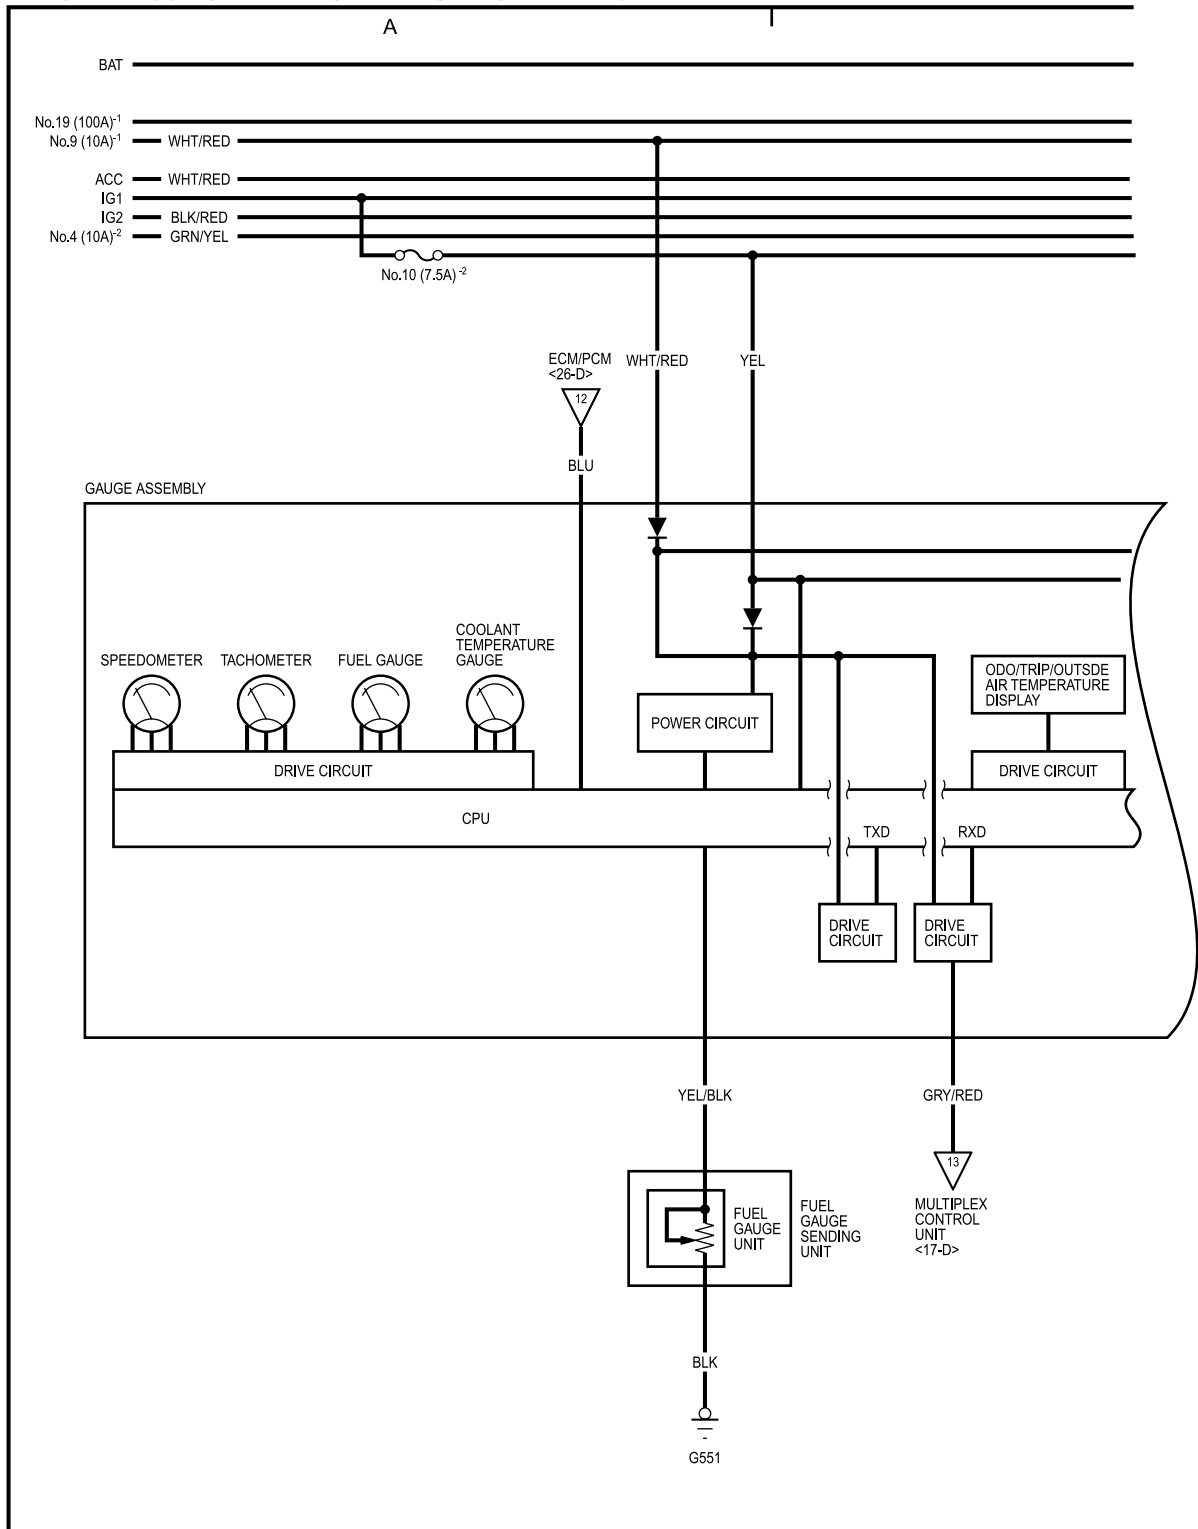 A
BAT
No.19 (100A)-1
No.9 (10A)-1 WHT/RED
ACC WHT/RED
IG1
IG2 BLK/RED
No.4 (10A)-2 GRN/YEL
No.10 (7.5A) -2
ECM/PCM
<26-D>
12
WHT/RED
YEL
BLU
GAUGE ASSEMBLY
SPEEDOMETER
TACHOMETER
FUEL GAUGE
COOLANT
TEMPERATURE
GAUGE
POWER CIRCUIT
ODO/TRIP/OUTSDE
AIR TEMPERATURE
DISPLAY
DRIVE CIRCUIT
DRIVE CIRCUIT
CPU
TXD
RXD
DRIVE
CIRCUIT
DRIVE
CIRCUIT
YEL/BLK
GRY/RED
13
MULTIPLEX
CONTROL
UNIT
<17-D>
FUEL
GAUGE
UNIT
FUEL
GAUGE
SENDING
UNIT
BLK
G551